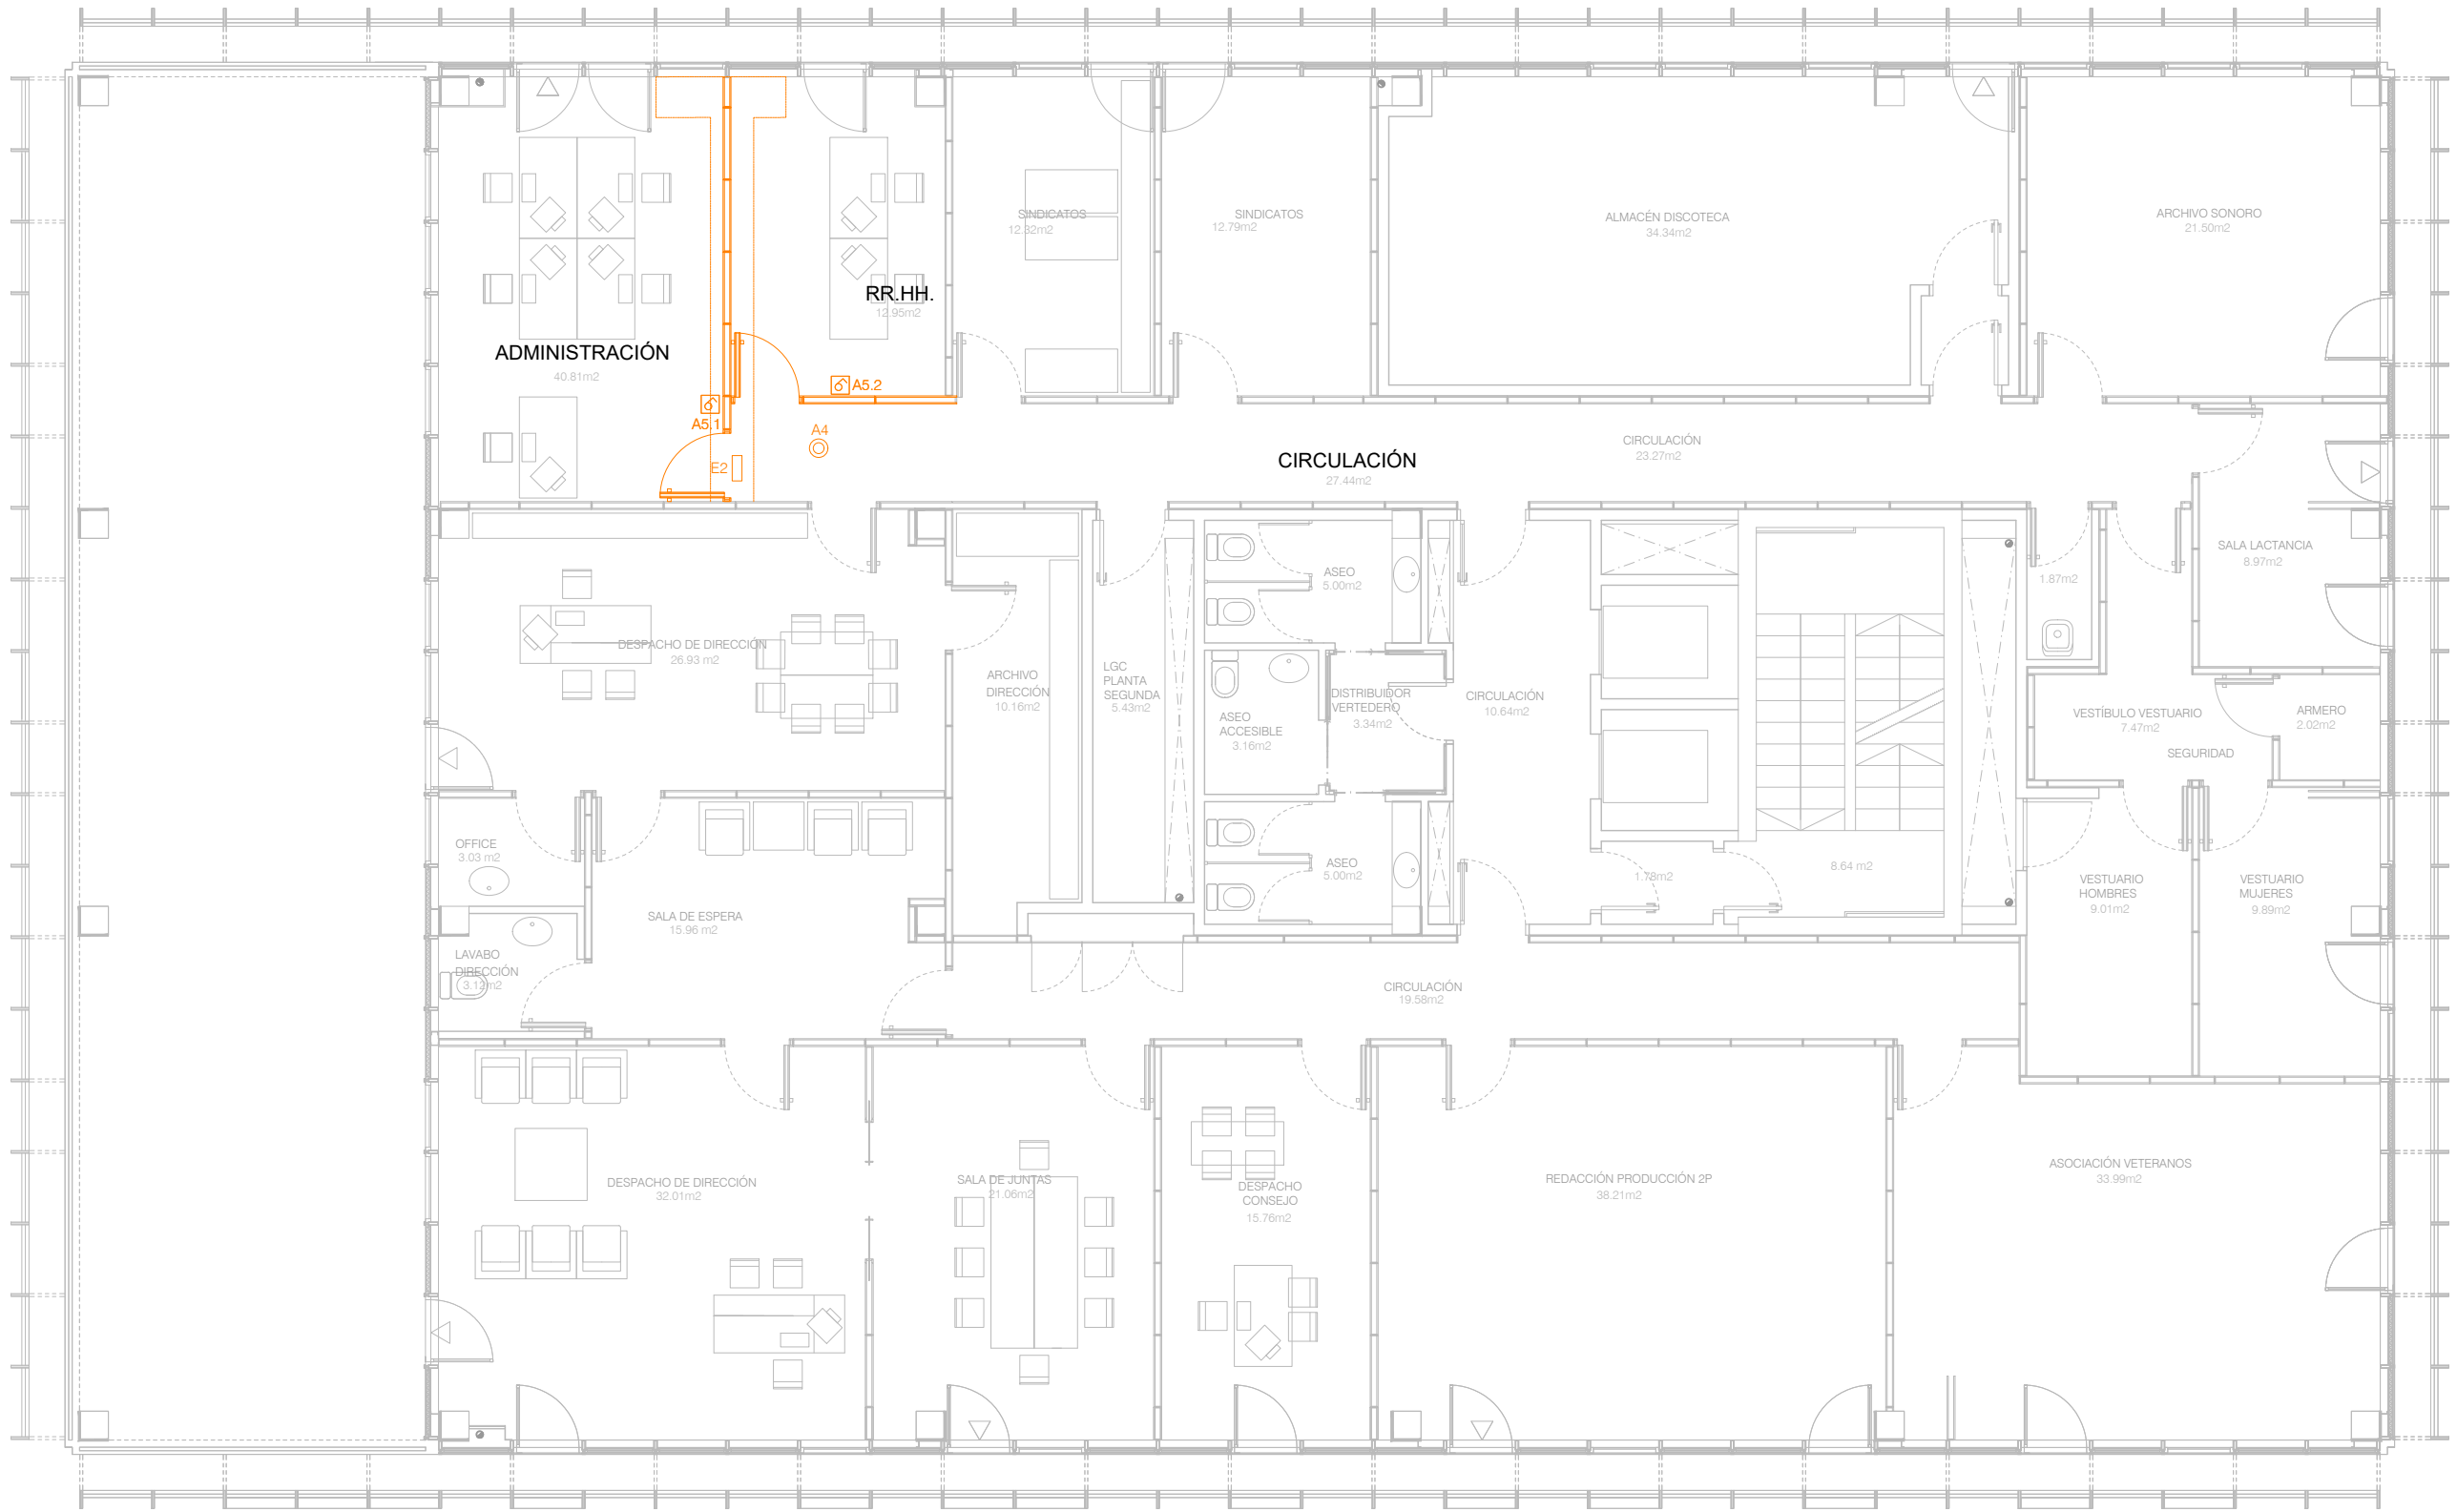 SINDICATOS
12.32m2
SINDICATOS
12.79m2
ALMACÉN DISCOTECA
34.34m2
ARCHIVO SONORO
21.50m2
RR.HH.
12.95m2
ADMINISTRACIÓN
40.81m2
A5.2
A5.1
A4
E2
CIRCULACIÓN
23.27m2
CIRCULACIÓN
27.44m2
SALA LACTANCIA
8.97m2
1.87m2
ASEO
5.00m2
DESPACHO DE DIRECCIÓN
26.93 m2
ARCHIVO
DIRECCIÓN
10.16m2
LGC
PLANTA
SEGUNDA
5.43m2
ASEO
ACCESIBLE
3.16m2
DISTRIBUIDOR
VERTEDERO
3.34m2
CIRCULACIÓN
10.64m2
VESTÍBULO VESTUARIO
7.47m2
SEGURIDAD
ARMERO
2.02m2
OFFICE
3.03 m2
ASEO
5.00m2
1.78m2
8.64 m2
VESTUARIO
HOMBRES
9.01m2
VESTUARIO
MUJERES
9.89m2
SALA DE ESPERA
15.96 m2
LAVABO
DIRECCIÓN
3.12m2
CIRCULACIÓN
19.58m2
DESPACHO DE DIRECCIÓN
32.01m2
SALA DE JUNTAS
21.06m2
DESPACHO
CONSEJO
15.76m2
REDACCIÓN PRODUCCIÓN 2P
38.21m2
ASOCIACIÓN VETERANOS
33.99m2